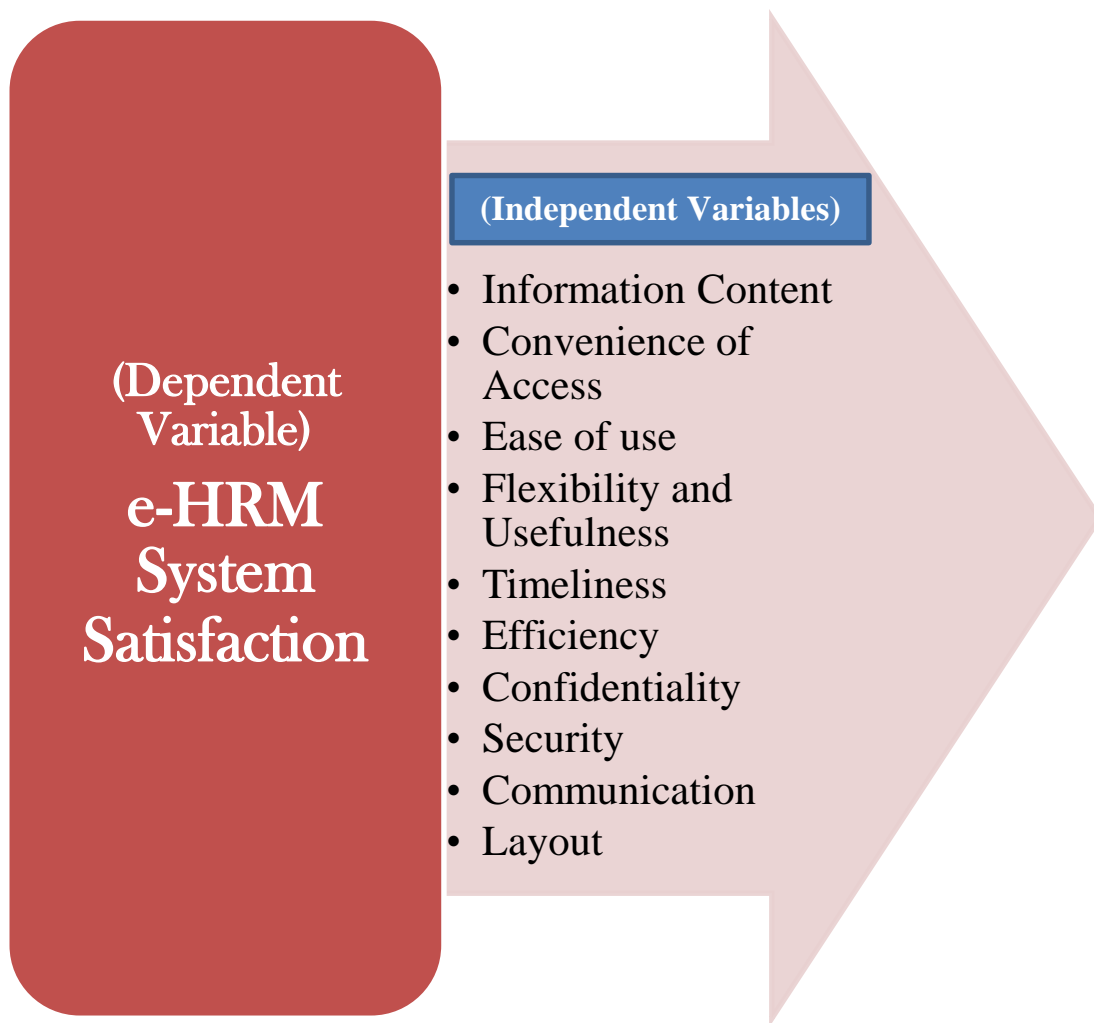 (Dependent
Variable)
e-HRM
System
Satisfaction
(Independent Variables)
• Information Content
• Convenience of
Access
• Ease of use
• Flexibility and
Usefulness
• Timeliness
• Efficiency
• Confidentiality
• Security
• Communication
• Layout